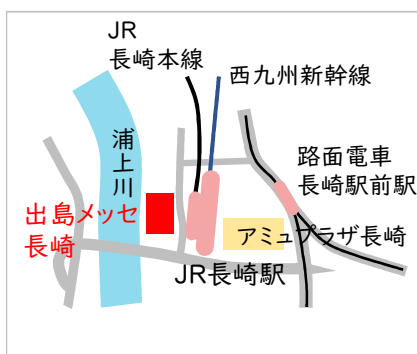 JR
長崎本線
西九州新幹線
浦上川
路面電車
長崎駅前駅
出島メッセ
長崎
アミュプラザ長崎
JR長崎駅